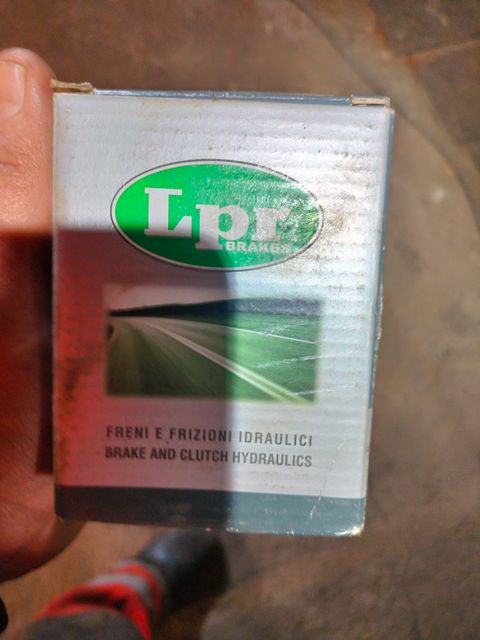 Lpr
BRAKES
FRENI E FRIZIONI IDRAULICI
BRAKE AND CLUTCH HYDRAULICS